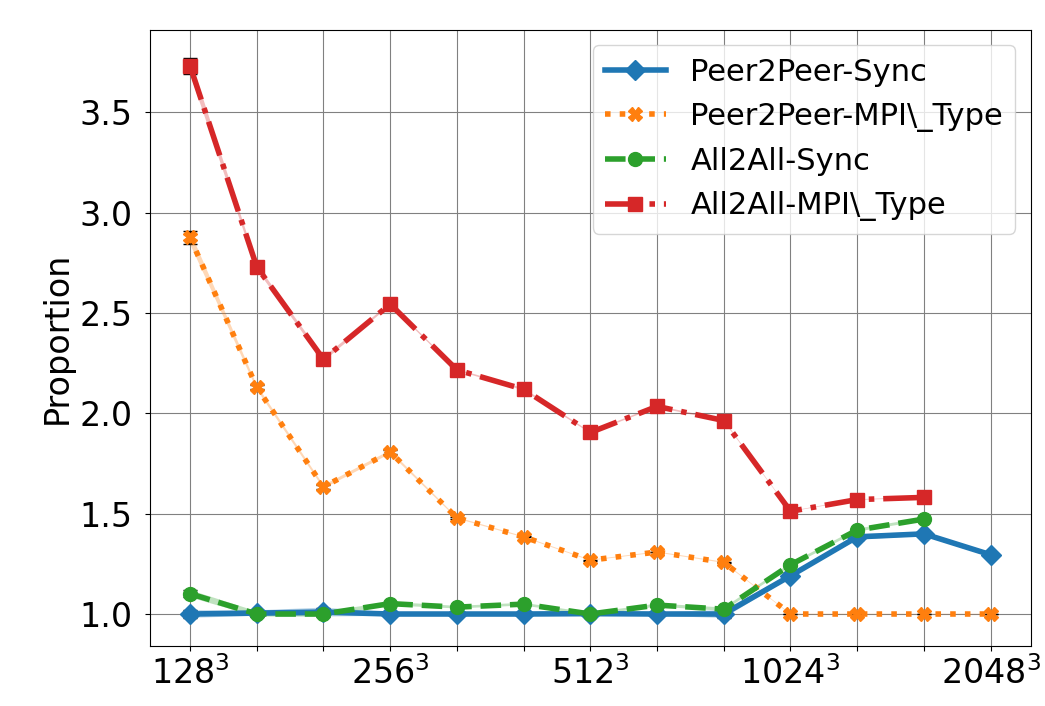 Peer2Peer-Sync
Peer2Peer-MPI\_Type
All2All-Sync
All2All-MPI\_Type
Proportion
3.5
3.0
2.5
2.0
1.5
1.0
128³ 256³ 512³ 1024³ 2048³